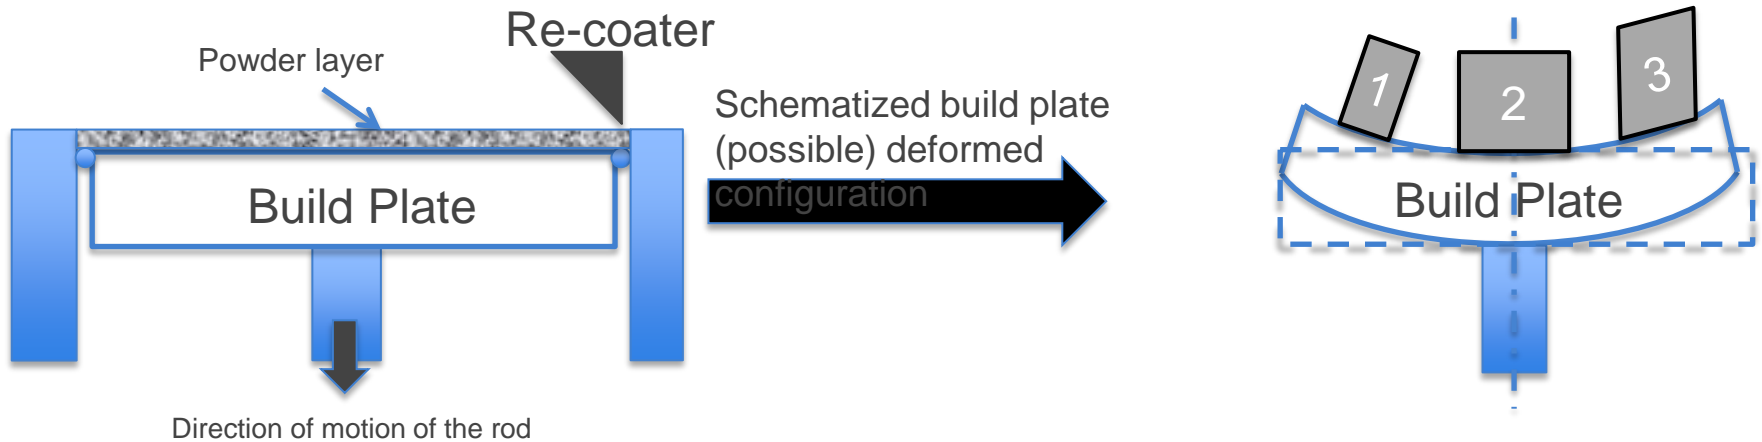 Re-coater
Powder layer
Build Plate
Direction of motion of the rod
Schematized build plate
(possible) deformed
configuration
1
2
3
Build Plate